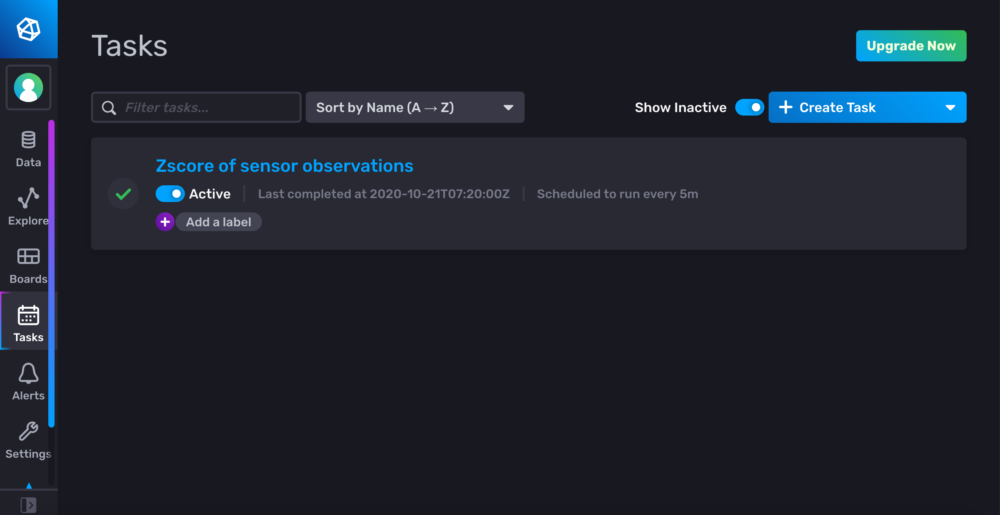 Tasks
Upgrade Now
Filter tasks...
Sort by Name (A → Z)
Show Inactive
Create Task
Data
Explore
Boards
Tasks
Alerts
Settings
Zscore of sensor observations
Active
Last completed at 2020-10-21T07:20:00Z
Scheduled to run every 5m
Add a label